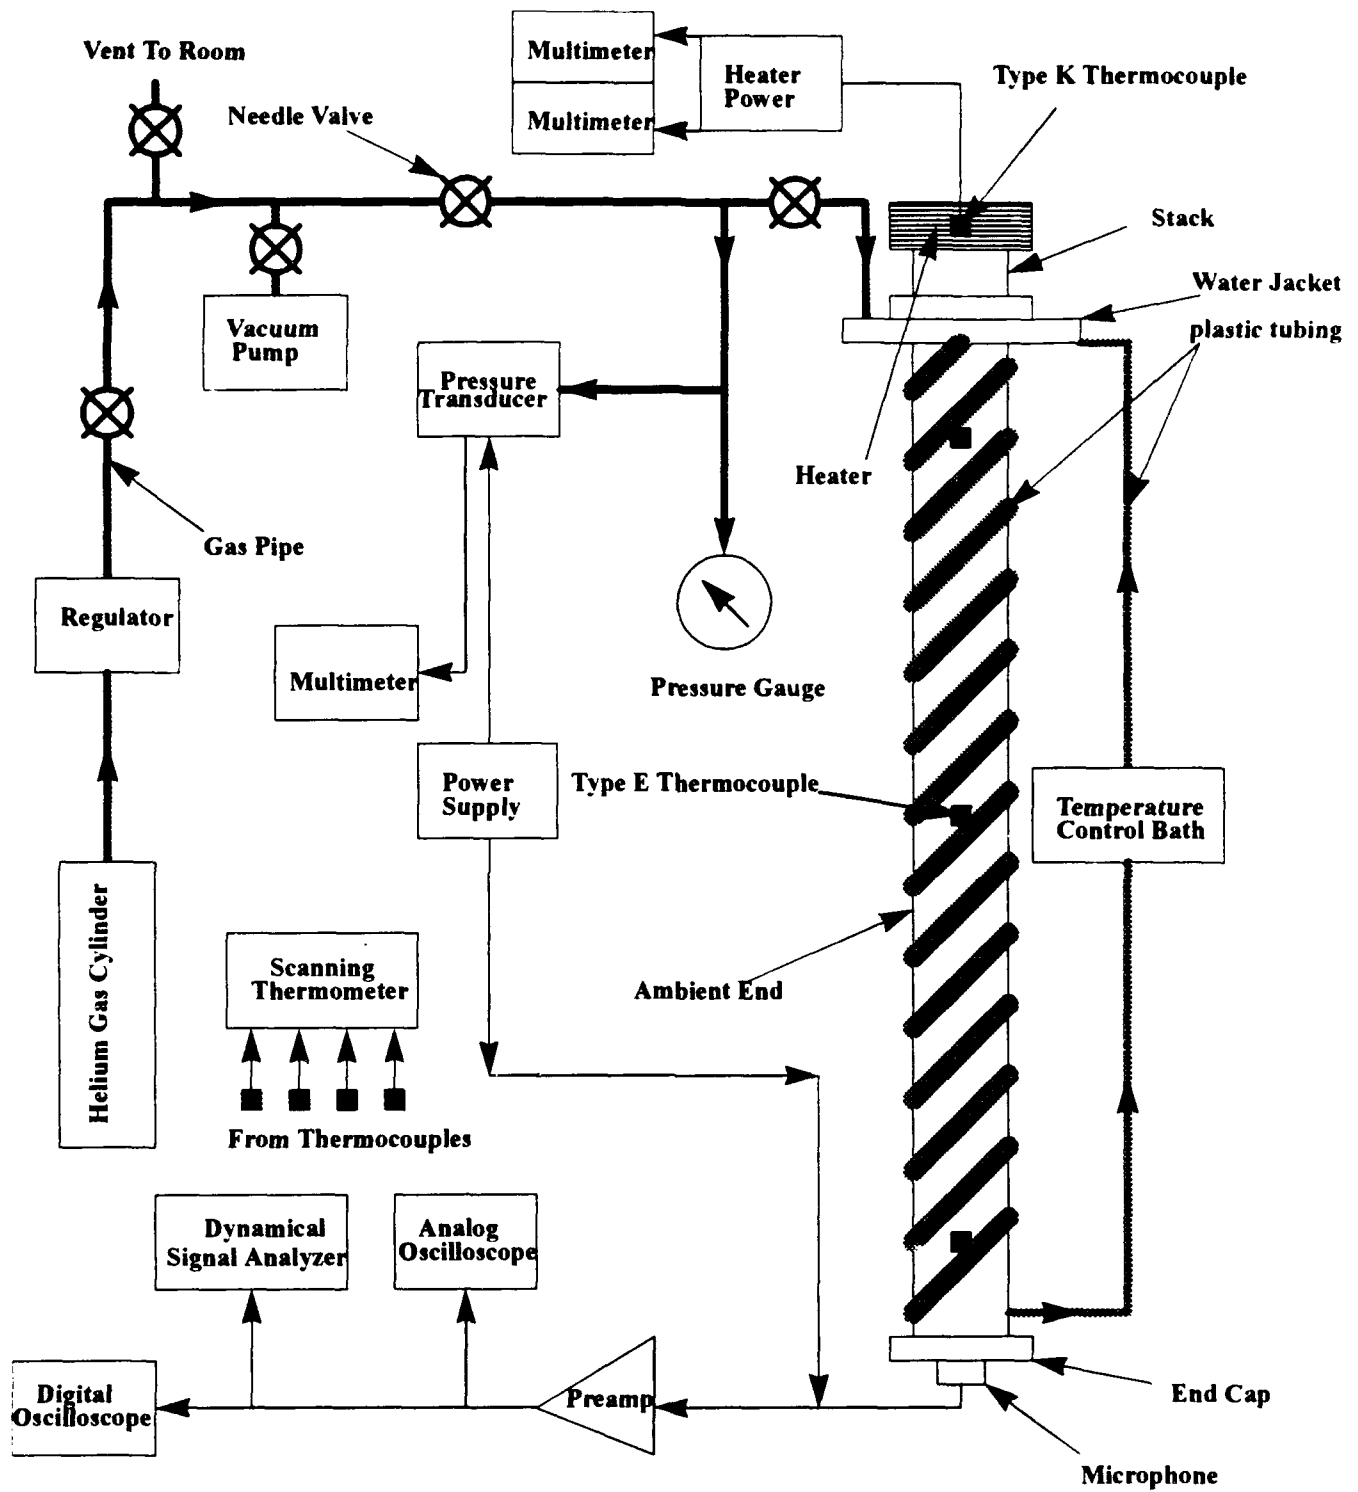 Vent To Room
Multimeter
Multimeter
Heater
Power
Type K Thermocouple
Needle Valve
Stack
Water Jacket
plastic tubing
Vacuum
Pump
Pressure
Transducer
Heater
Gas Pipe
Regulator
Multimeter
Pressure Gauge
Power
Supply
Type E Thermocouple
Temperature
Control Bath
Helium Gas Cylinder
Scanning
Thermometer
Ambient End
From Thermocouples
Dynamical
Signal Analyzer
Analog
Oscilloscope
Digital
Oscilloscope
Preamp
End Cap
Microphone